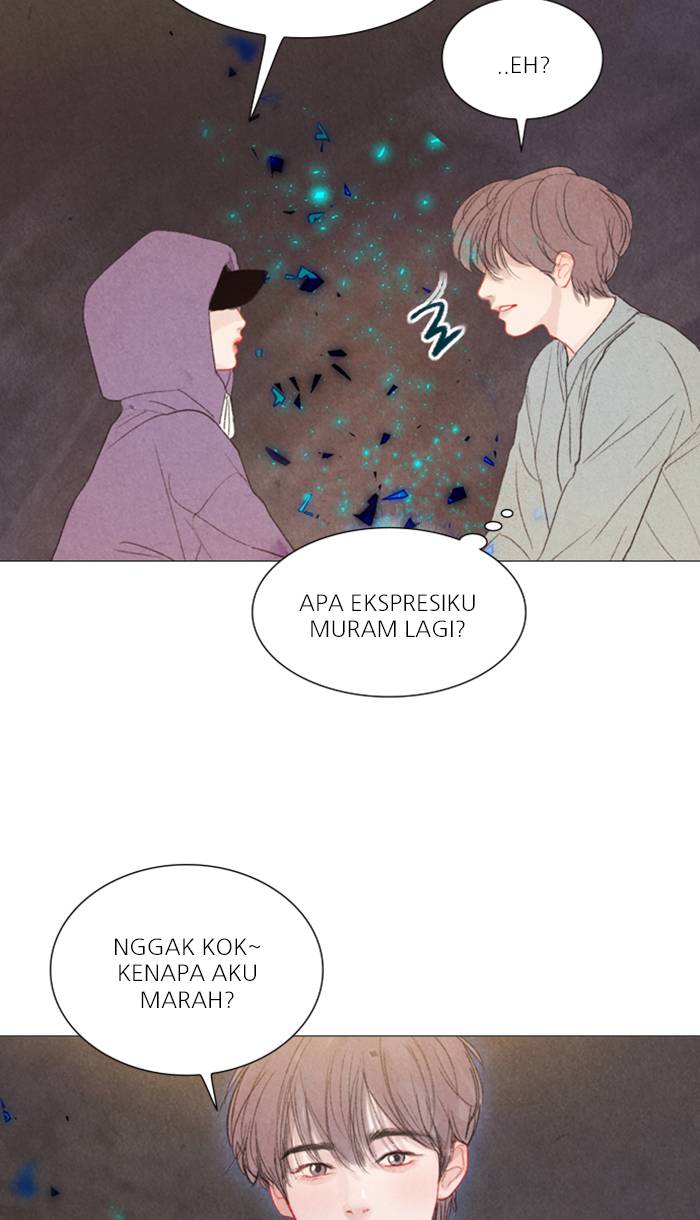 ..EH?
APA EKSPRESIKU
MURAM LAGI?
NGGAK KOK~
KENAPA AKU
MARAH?